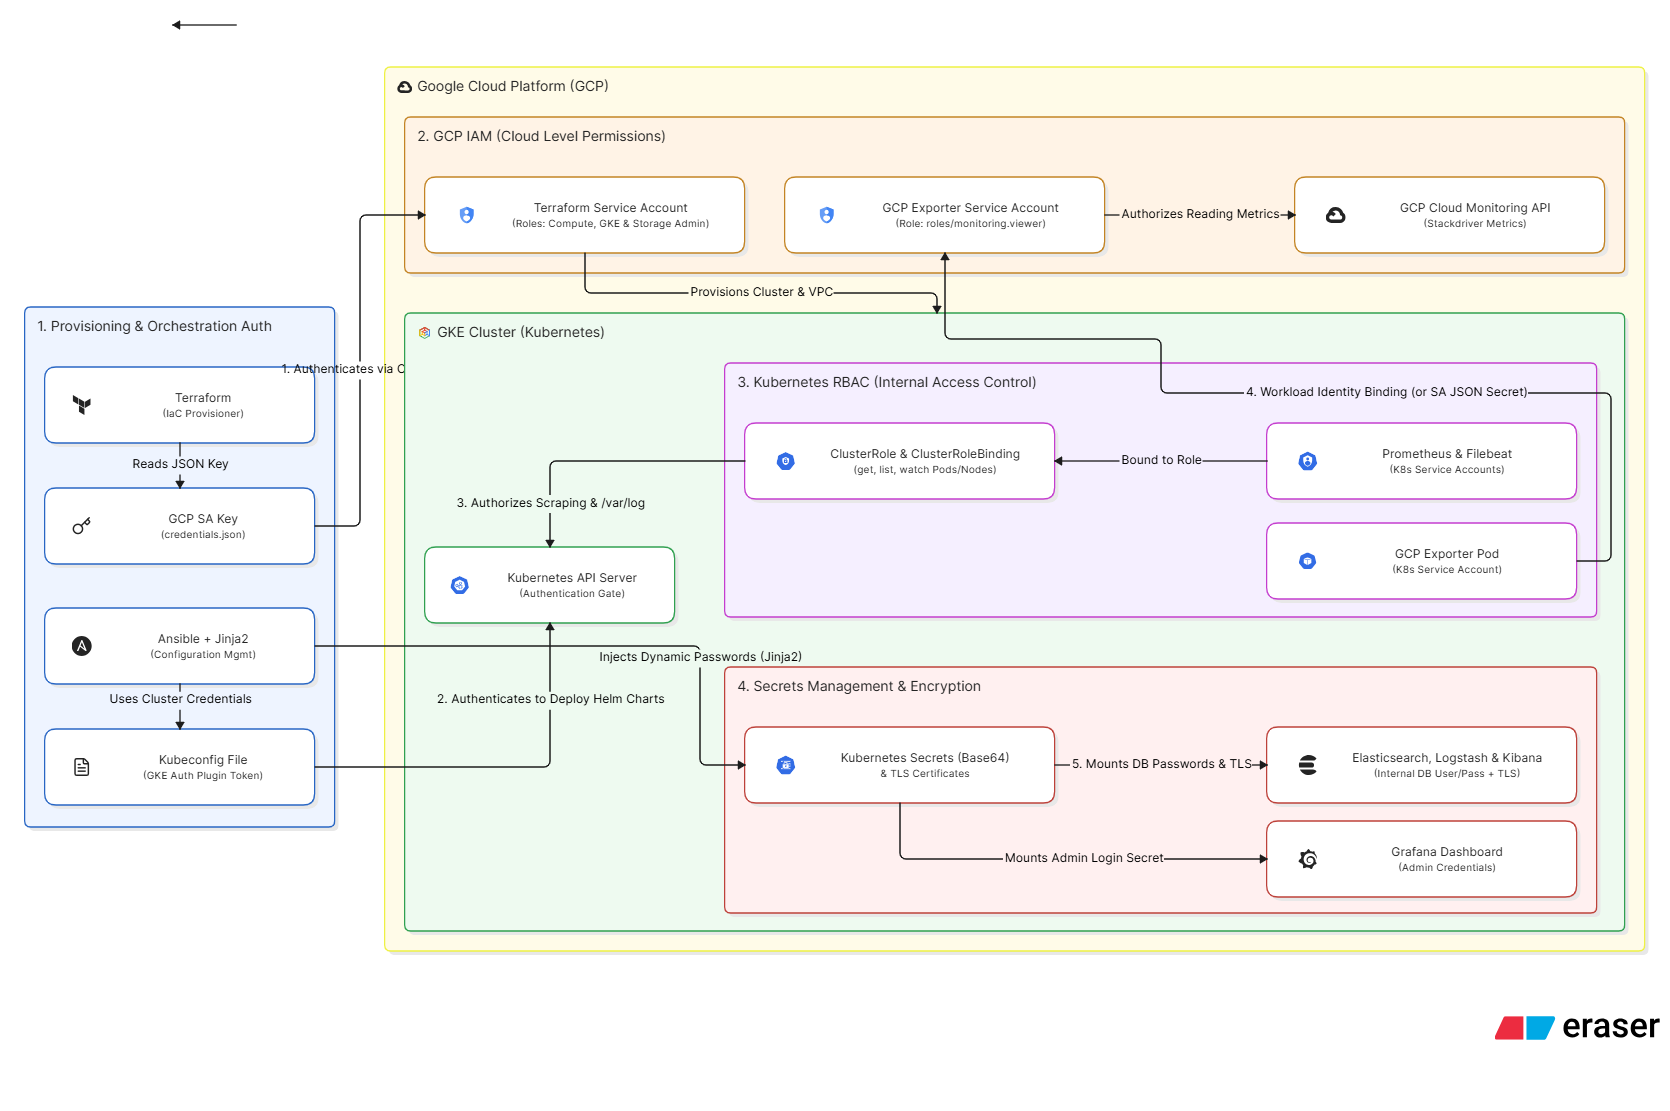 Google Cloud Platform (GCP)
2. GCP IAM (Cloud Level Permissions)
Terraform Service Account
(Roles: Compute, GKE & Storage Admin)
GCP Exporter Service Account
(Role: roles/monitoring.viewer)
Authorizes Reading Metrics
GCP Cloud Monitoring API
(Stackdriver Metrics)
Provisions Cluster & VPC
1. Provisioning & Orchestration Auth
1. Authenticates via
Terraform
(IaC Provisioner)
Reads JSON Key
GCP SA Key
(credentials.json)
Ansible + Jinja2
(Configuration Mgmt)
Uses Cluster Credentials
Kubeconfig File
(GKE Auth Plugin Token)
GKE Cluster (Kubernetes)
3. Kubernetes RBAC (Internal Access Control)
4. Workload Identity Binding (or SA JSON Secret)
ClusterRole & ClusterRoleBinding
(get, list, watch Pods/Nodes)
Bound to Role
Prometheus & Filebeat
(K8s Service Accounts)
GCP Exporter Pod
(K8s Service Account)
3. Authorizes Scraping & /var/log
Kubernetes API Server
(Authentication Gate)
Injects Dynamic Passwords (Jinja2)
2. Authenticates to Deploy Helm Charts
4. Secrets Management & Encryption
Kubernetes Secrets (Base64)
& TLS Certificates
5. Mounts DB Passwords & TLS
Elasticsearch, Logstash & Kibana
(Internal DB User/Pass + TLS)
Mounts Admin Login Secret
Grafana Dashboard
(Admin Credentials)
eraser